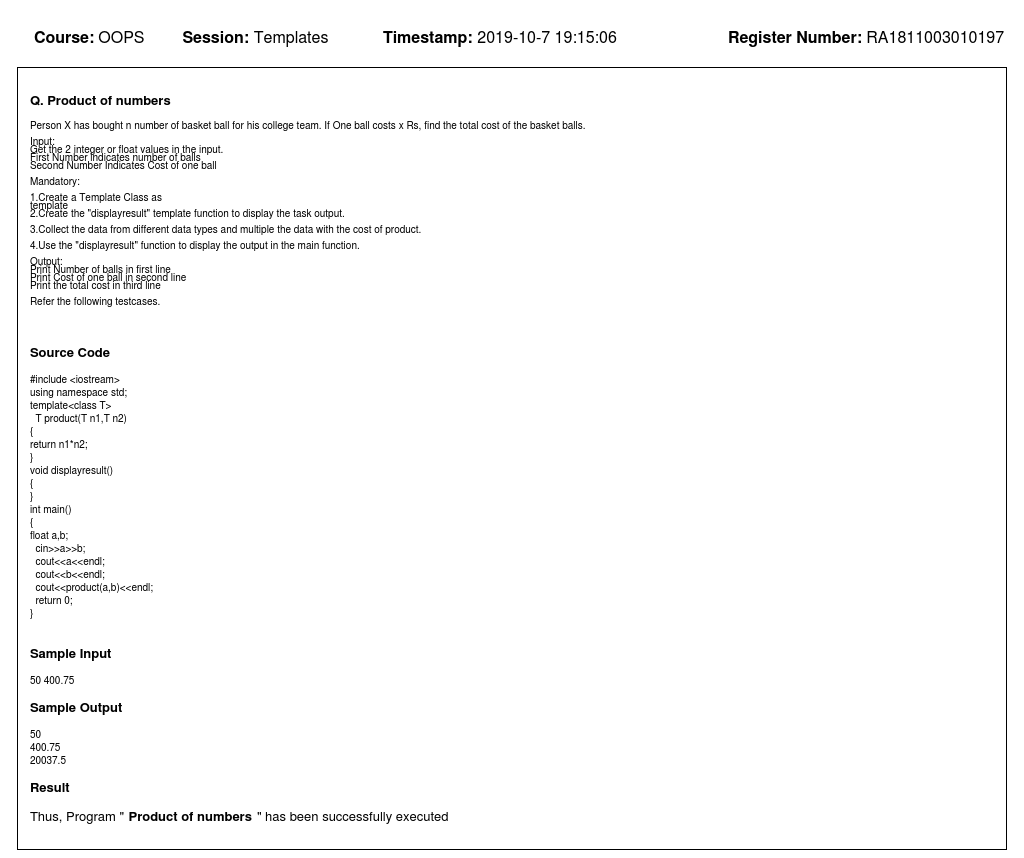 Course: OOPS Session: Templates Timestamp: 2019-10-7 19:15:06 Register Number: RA1811003010197
Q. Product of numbers
Person X has bought n number of basket ball for his college team. If One ball costs x Rs, find the total cost of the basket balls.
Input:
Get the 2 integer or float values in the input.
First Number indicates number of balls
Second Number Indicates Cost of one ball
Mandatory:
1.Create a Template Class as
template
2.Create the "displayresult" template function to display the task output.
3.Collect the data from different data types and multiple the data with the cost of product.
4.Use the "displayresult" function to display the output in the main function.
Output:
Print Number of balls in first line
Print Cost of one ball in second line
Print the total cost in third line
Refer the following testcases.
Source Code
#include <iostream>
using namespace std;
template<class T>
T product(T n1,T n2)
{
return n1*n2;
}
void displayresult()
{
}
int main()
{
float a,b;
cin>>a>>b;
cout<<a<<endl;
cout<<b<<endl;
cout<<product(a,b)<<endl;
return 0;
}
Sample Input
50 400.75
Sample Output
50
400.75
20037.5
Result
Thus, Program " Product of numbers " has been successfully executed